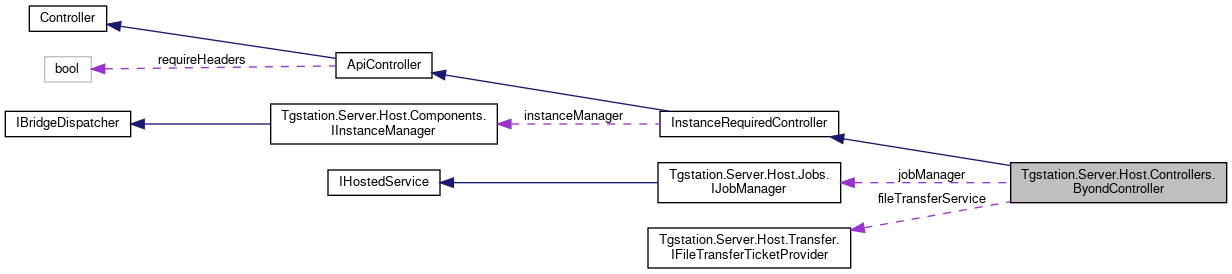 Controller
requireHeaders
bool
ApiController
IBridgeDispatcher
Tgstation.Server.Host.Components.
IInstanceManager
instanceManager
InstanceRequiredController
IHostedService
Tgstation.Server.Host.Jobs.
IJobManager
jobManager
fileTransferService
Tgstation.Server.Host.Controllers.
ByondController
Tgstation.Server.Host.Transfer.
IFileTransferTicketProvider